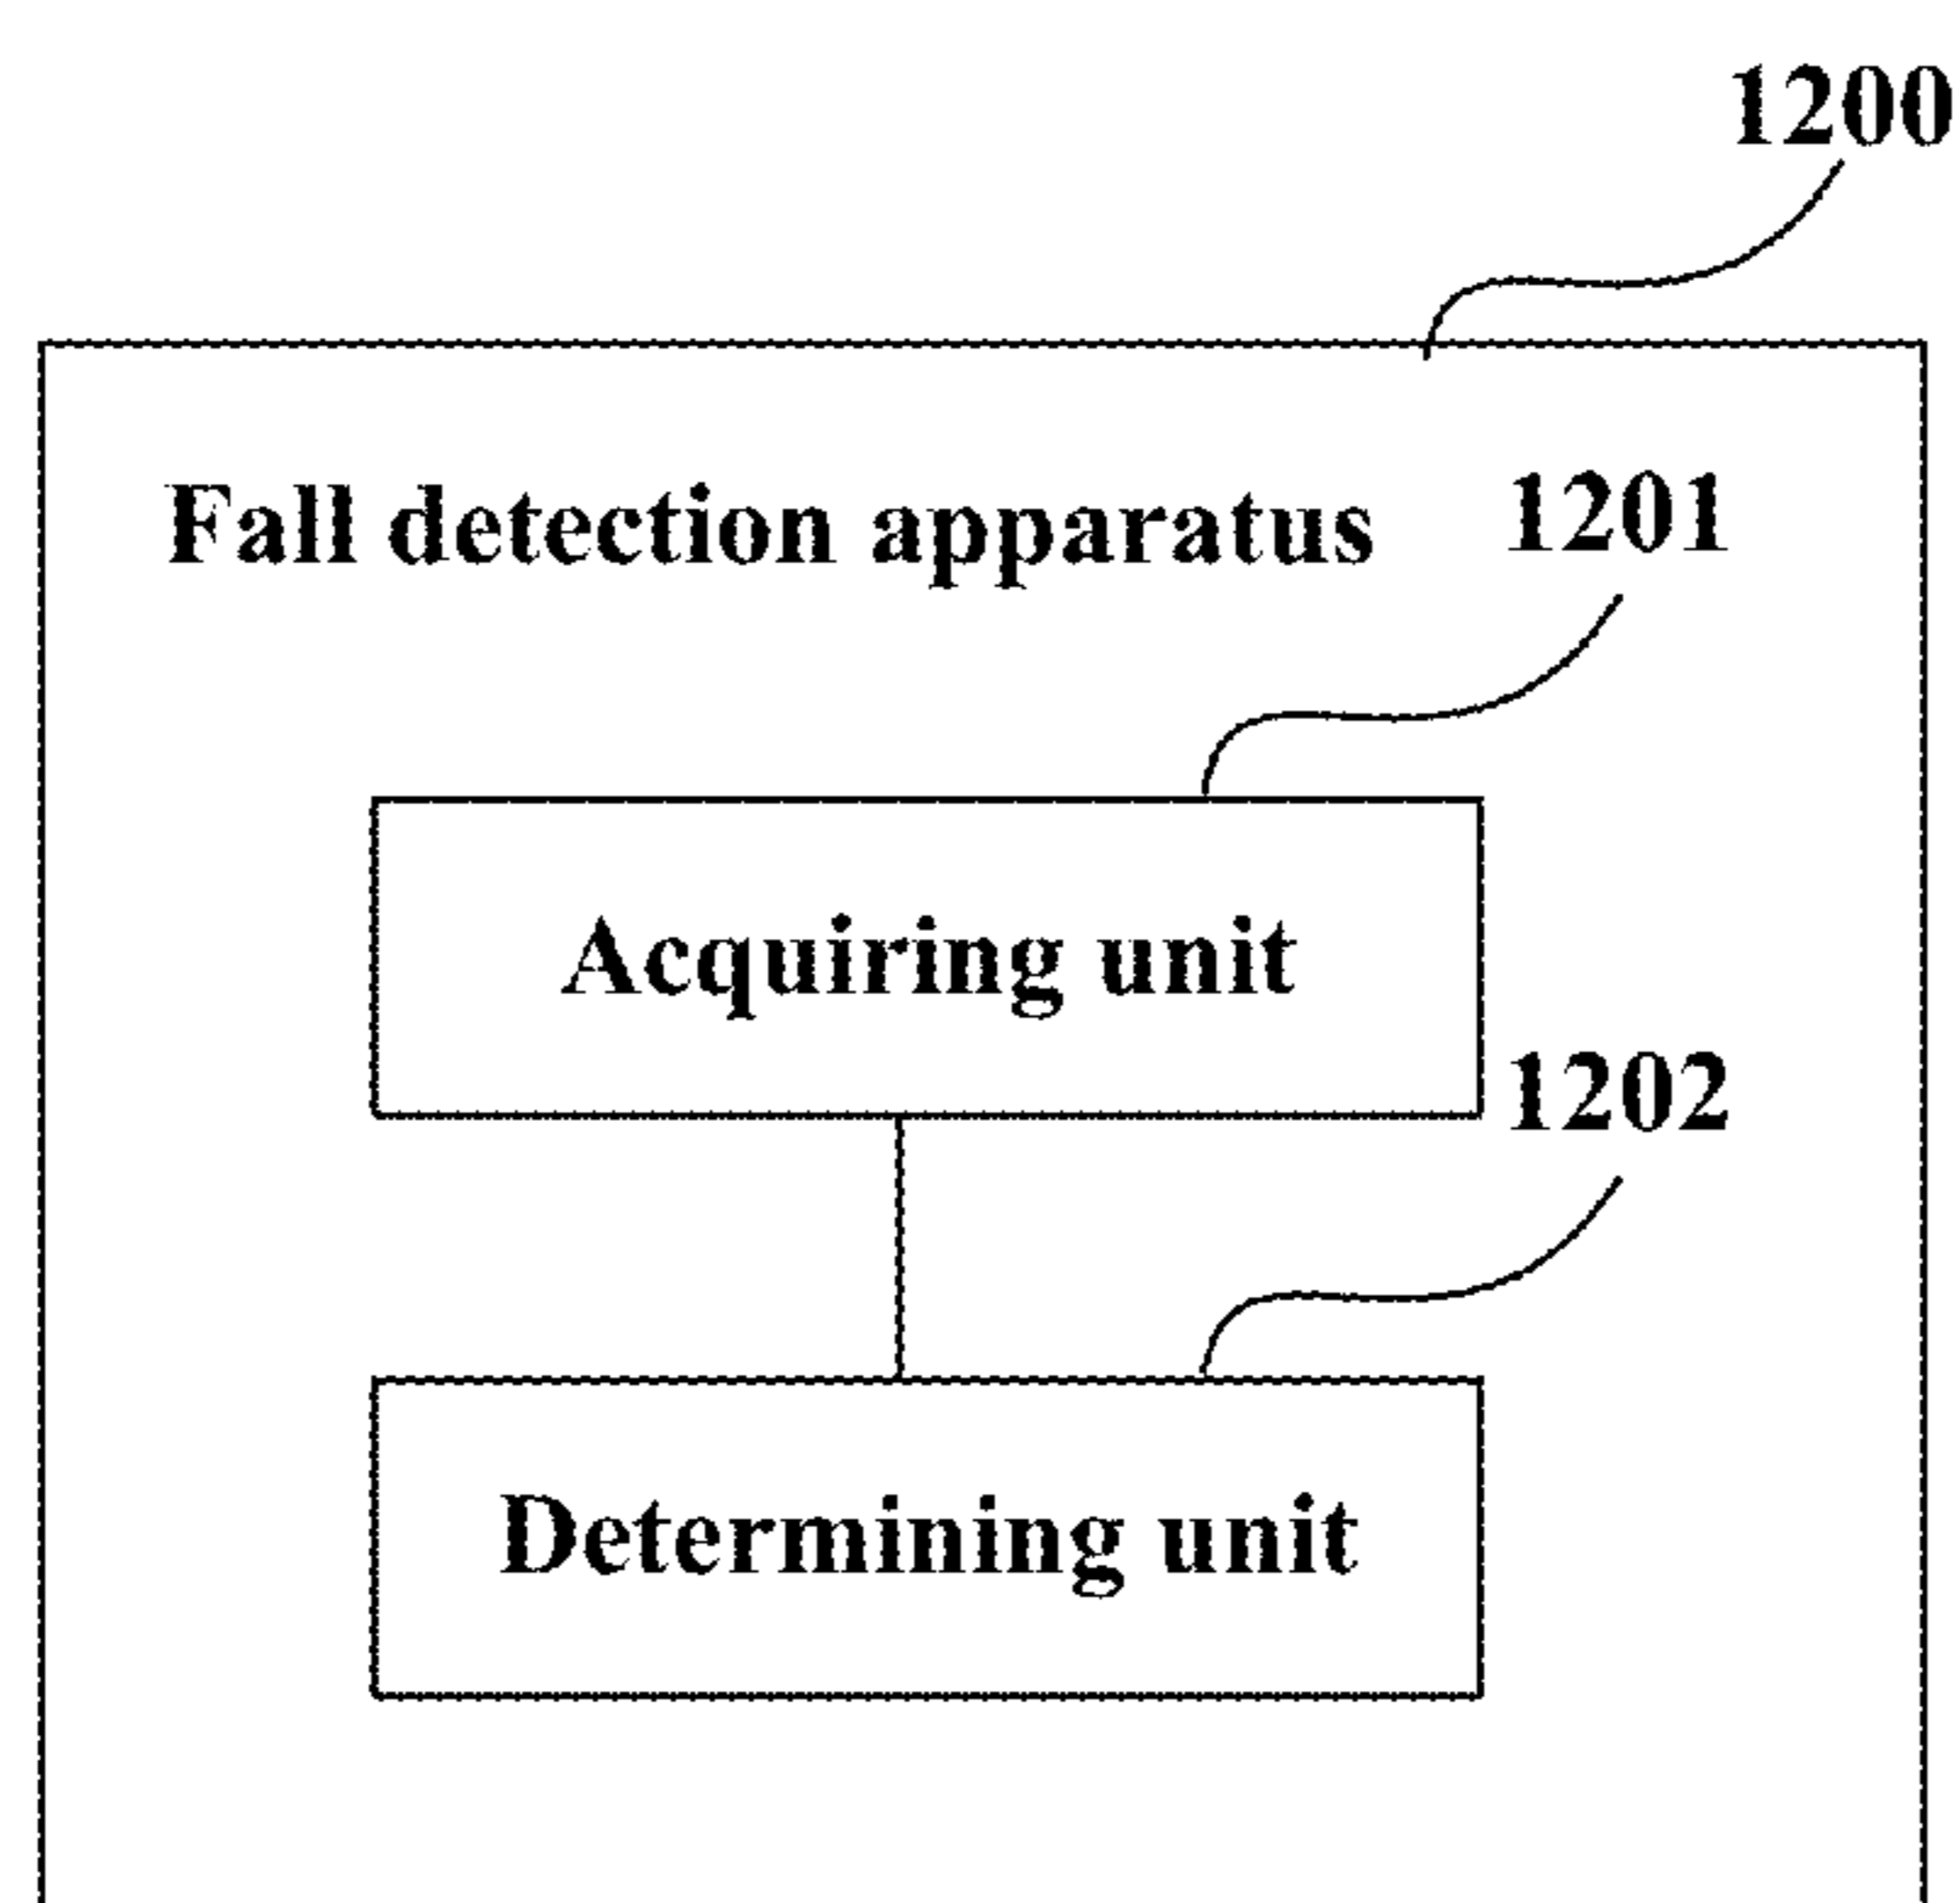 1200
Fall detection apparatus 1201
Acquiring unit
1202
Determining unit